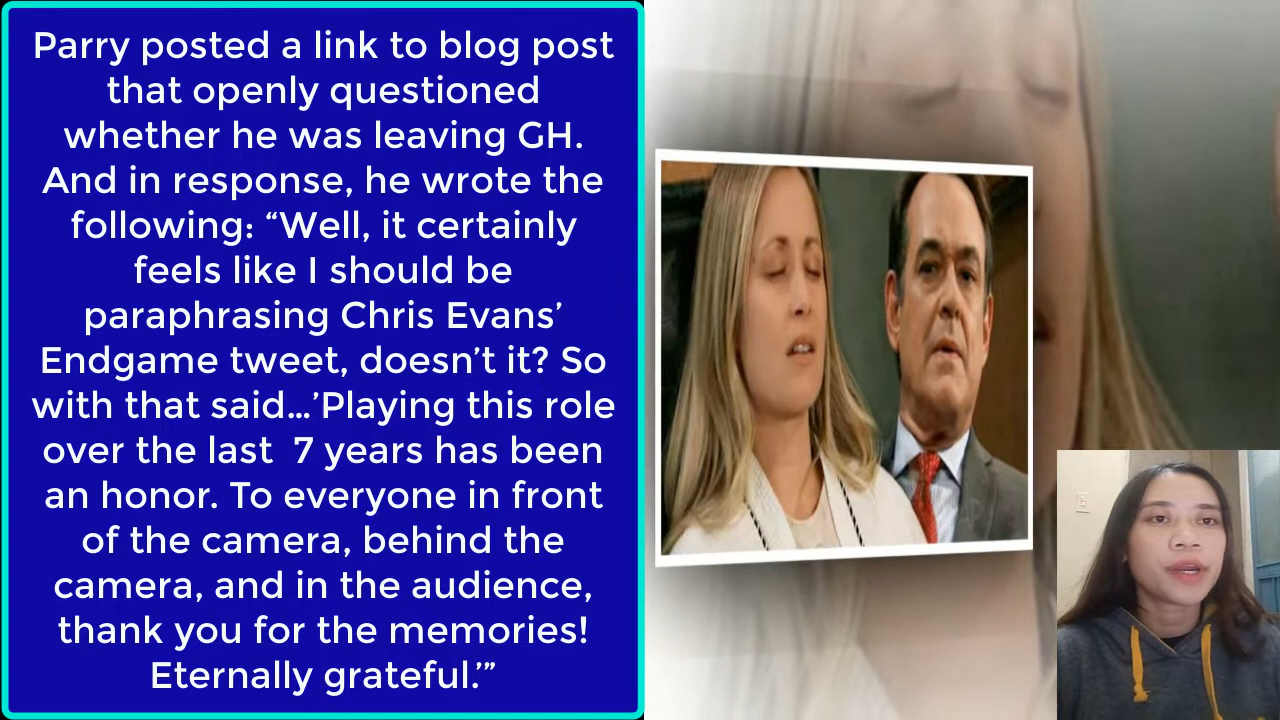 Parry posted a link to blog post
that openly questioned
whether he was leaving GH.
And in response, he wrote the
following: “Well, it certainly
feels like I should be
paraphrasing Chris Evans’
Endgame tweet, doesn’t it? So
with that said…’Playing this role
over the last  7 years has been
an honor. To everyone in front
of the camera, behind the
camera, and in the audience,
thank you for the memories!
Eternally grateful.’”